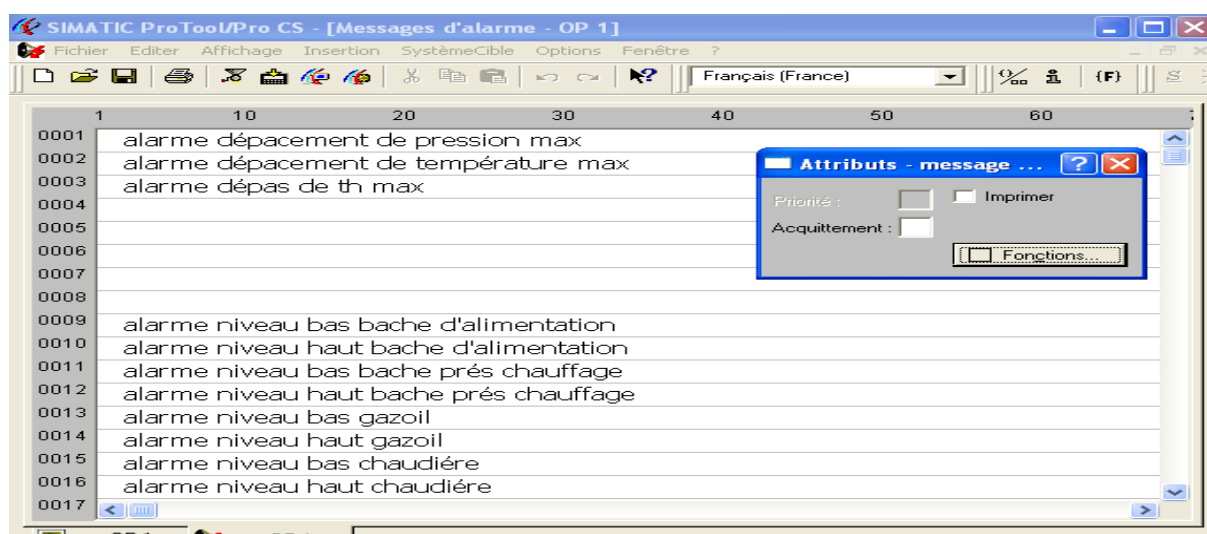 SIMATIC ProTool/Pro CS - [Messages d'alarme - OP 1]
Fichier Editer Affichage Insertion SystèmeCible Options Fenêtre ?
Français (France)
{F}
S
1 10 20 30 40 50 60
0001 alarme dépacement de pression max
0002 alarme dépacement de température max
0003 alarme dépas de th max
0004
0005
0006
0007
0008
0009 alarme niveau bas bache d'alimentation
0010 alarme niveau haut bache d'alimentation
0011 alarme niveau bas bache prés chauffage
0012 alarme niveau haut bache prés chauffage
0013 alarme niveau bas gazoil
0014 alarme niveau haut gazoil
0015 alarme niveau bas chaudiére
0016 alarme niveau haut chaudiére
0017
Attributs - message ...
Priorité :
Imprimer
Acquittement :
Fonctions...